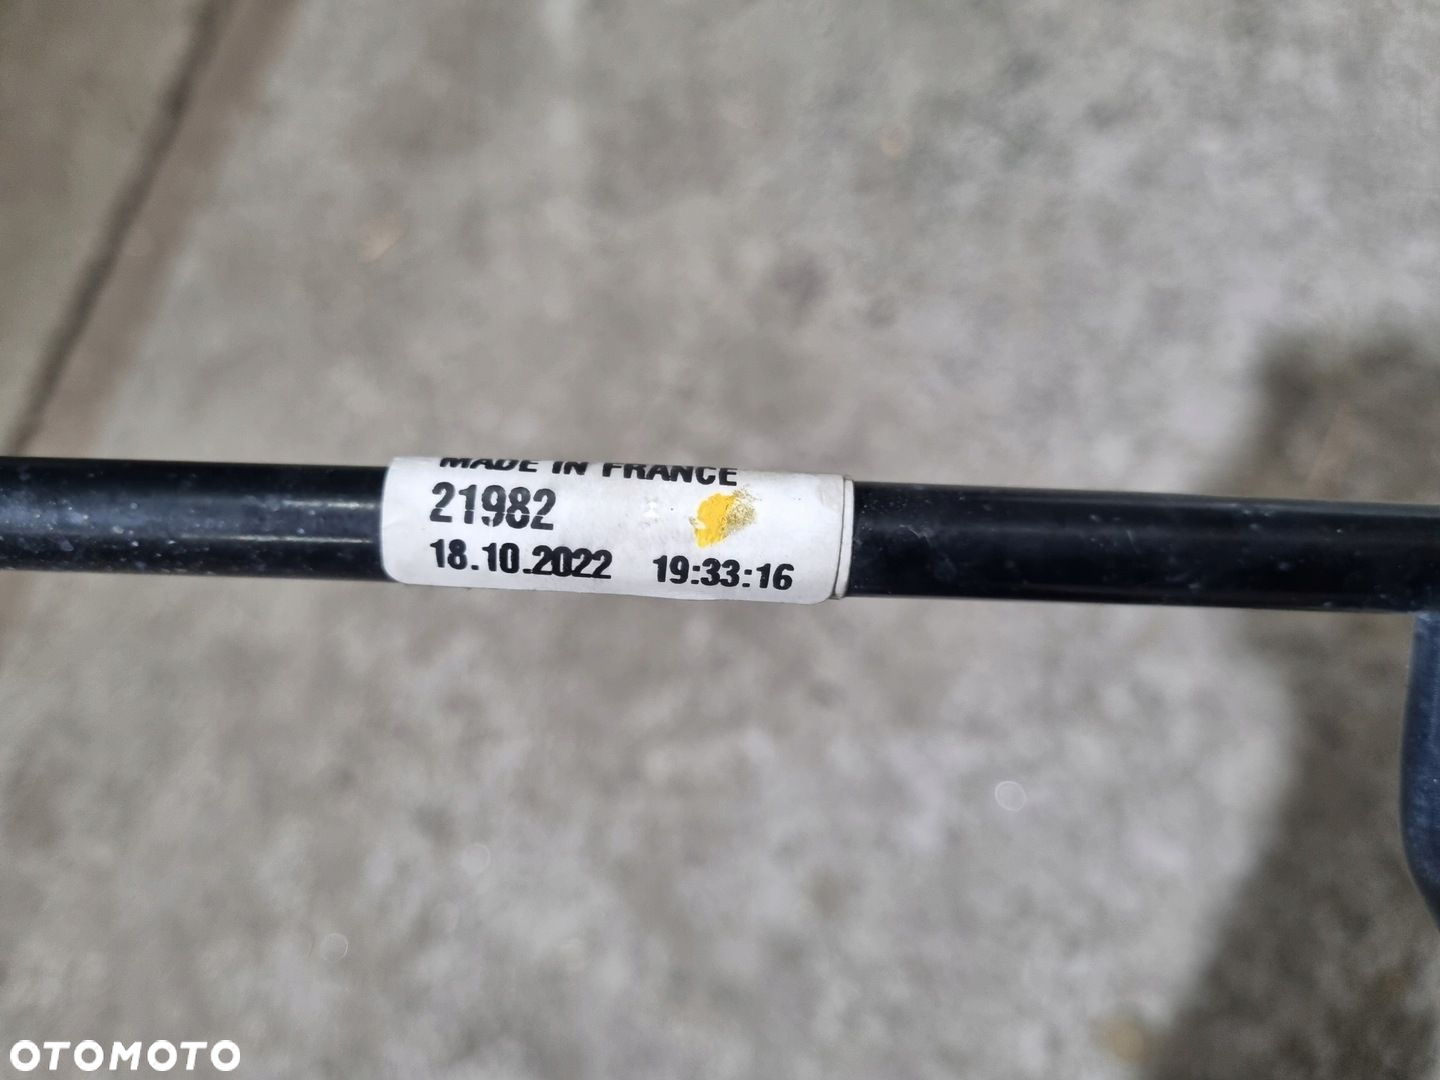 MADE IN FRANCE
21982
18.10.2022 19:33:16
OTOMOTO